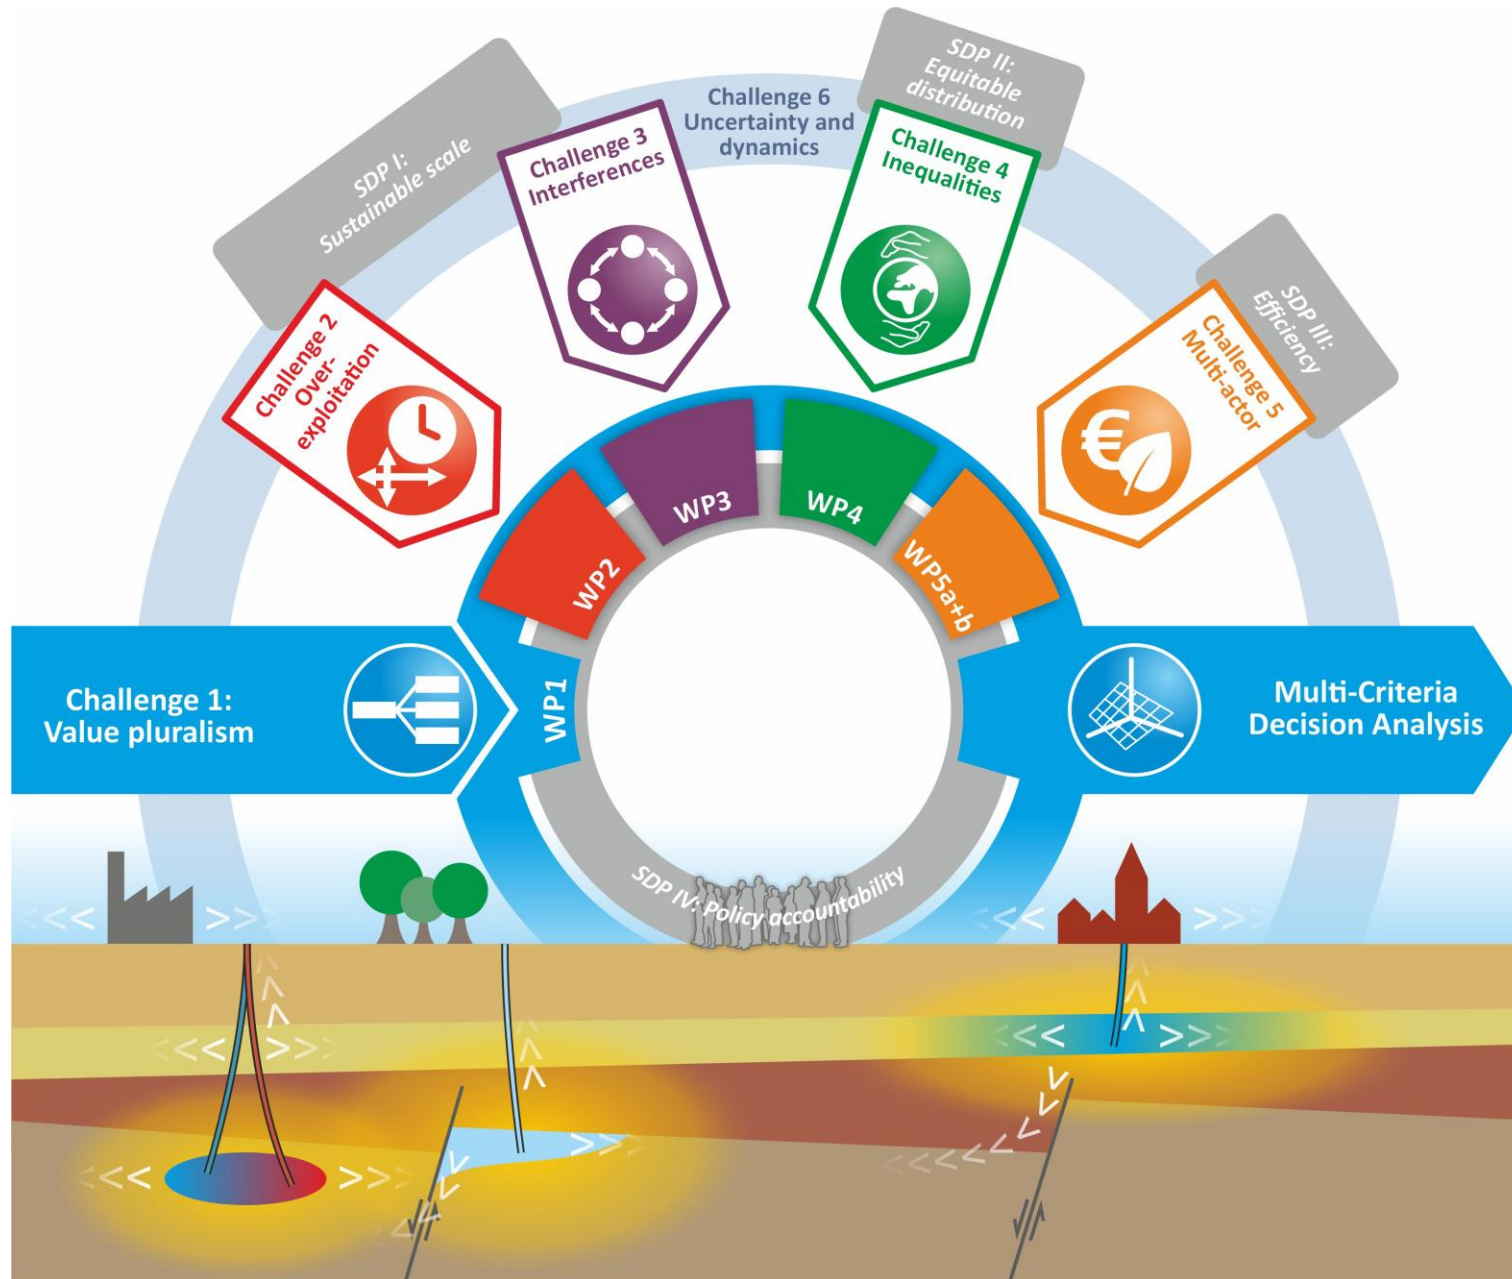 SDP I:
Sustainable scale
Challenge 6
Uncertainty and
dynamics
SDP II:
Equitable
distribution
Challenge 3
Interferences
Challenge 4
Inequalities
SDP III:
Efficiency
Challenge 2
Over-
exploitation
Challenge 5
Multi-actor
€
WP3
WP4
WP2
WP5a+b
WP1
Challenge 1:
Value pluralism
Multi-Criteria
Decision Analysis
SDP IV: Policy accountability